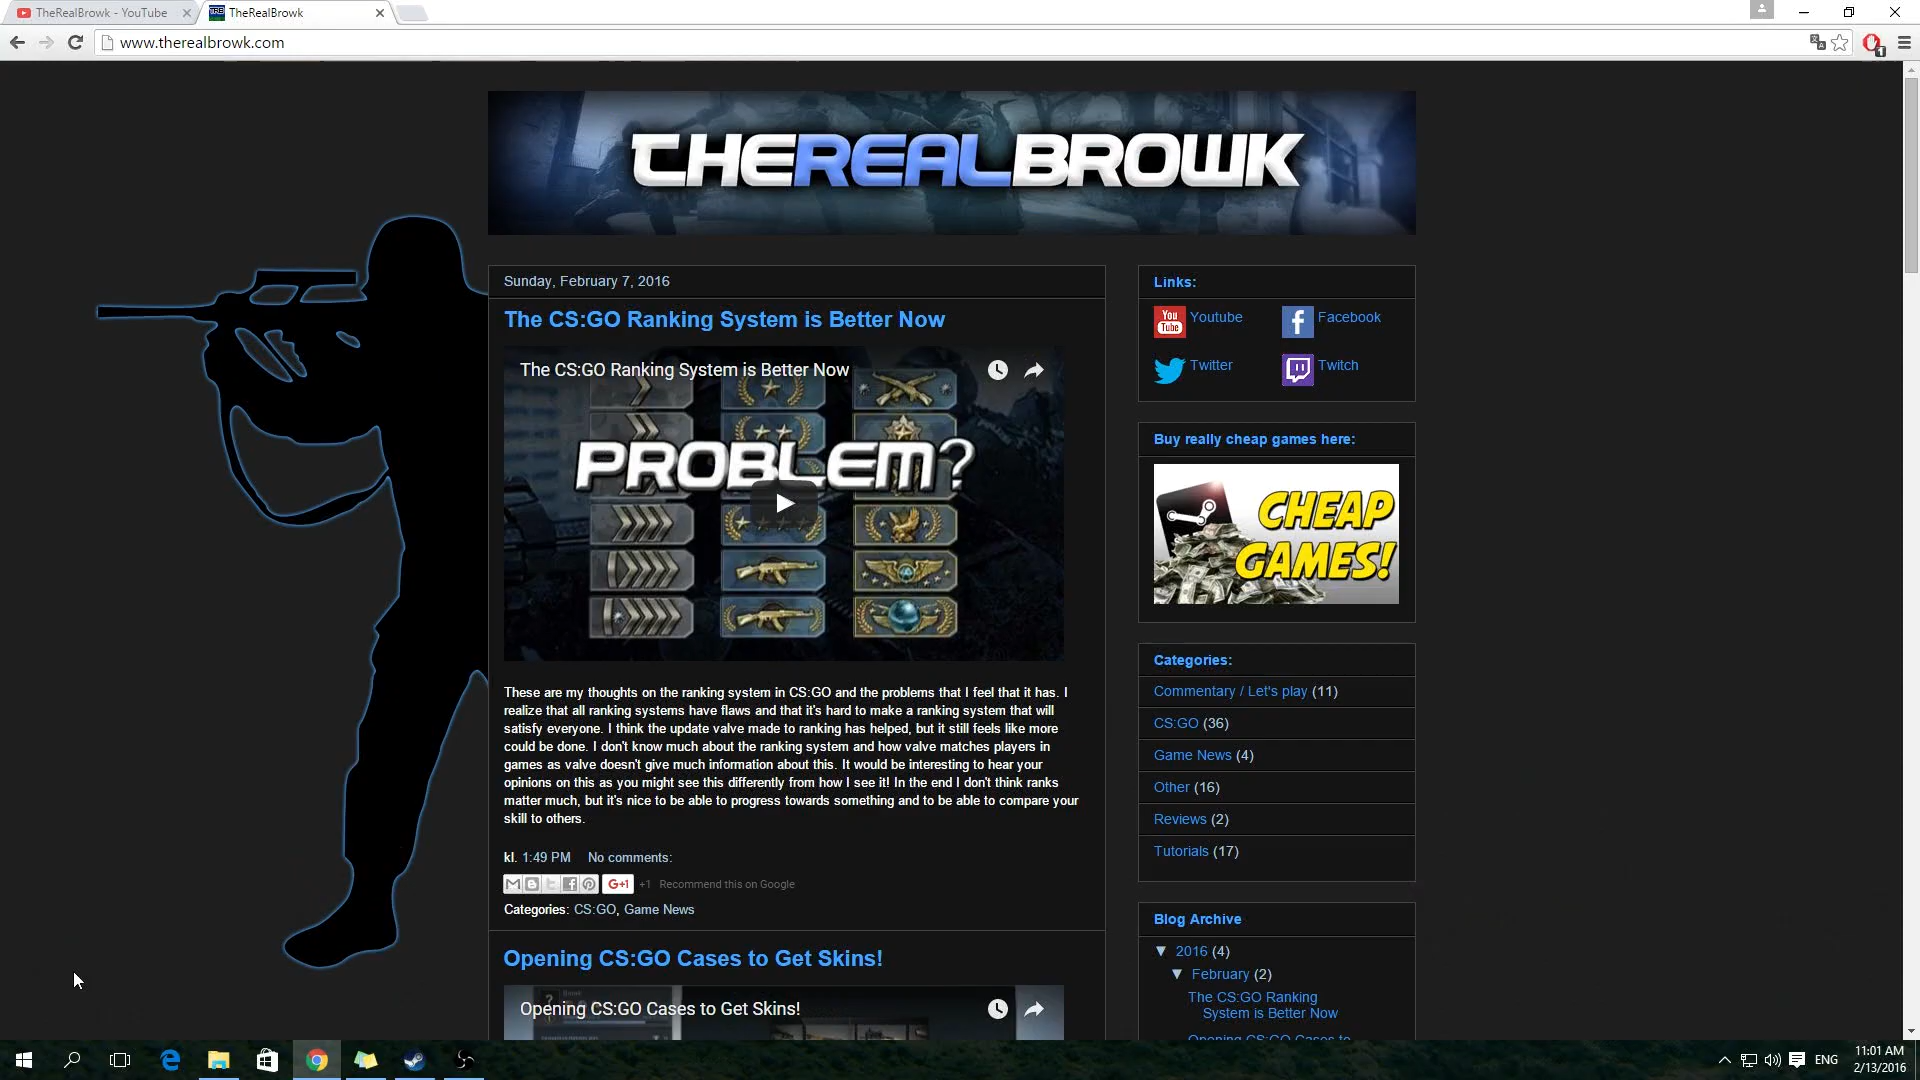 TheRealBrowk - YouTube
TheRealBrowk
www.therealbrowk.com
THEREALBROWK
Sunday, February 7, 2016
The CS:GO Ranking System is Better Now
The CS:GO Ranking System is Better Now
PROBLEM?
These are my thoughts on the ranking system in CS:GO and the problems that I feel that it has. I
realize that all ranking systems have flaws and that it's hard to make a ranking system that will
satisfy everyone. I think the update valve made to ranking has helped, but it still feels like more
could be done. I don't know much about the ranking system and how valve matches players in
games as valve doesn't give much information about this. It would be interesting to hear your
opinions on this as you might see this differently from how I see it! In the end I don't think ranks
matter much, but it's nice to be able to progress towards something and to be able to compare your
skill to others.
kl. 1:49 PM No comments:
G+1 +1 Recommend this on Google
Categories: CS:GO, Game News
Opening CS:GO Cases to Get Skins!
Opening CS:GO Cases to Get Skins!
Links:
You Tube Youtube Facebook
Twitter Twitch
Buy really cheap games here:
CHEAP
GAMES!
Categories:
Commentary / Let's play (11)
CS:GO (36)
Game News (4)
Other (16)
Reviews (2)
Tutorials (17)
Blog Archive
▼ 2016 (4)
▼ February (2)
The CS:GO Ranking
System is Better Now
Opening CS:GO Cases to
ENG
11:01 AM
2/13/2016